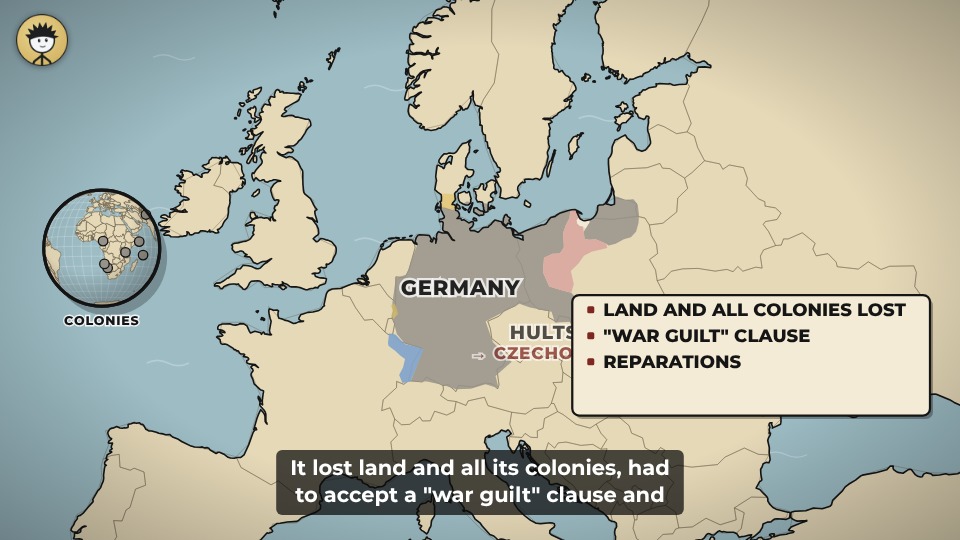 GERMANY
COLONIES
HULTS
→ CZECHO
LAND AND ALL COLONIES LOST
"WAR GUILT" CLAUSE
REPARATIONS
It lost land and all its colonies, had
to accept a "war guilt" clause and